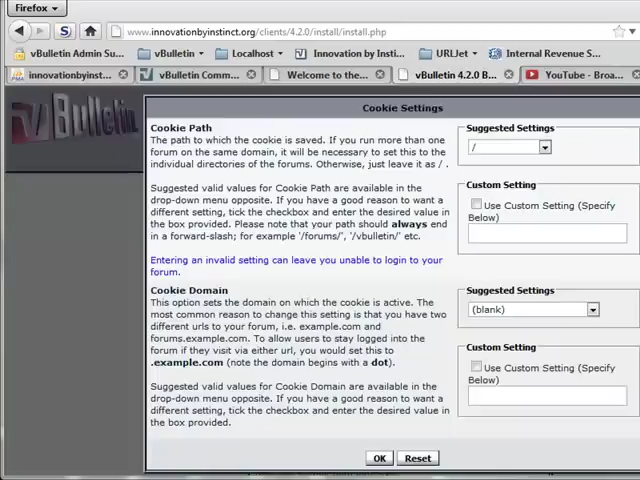 Firefox
www.innovationbyinstinct.org/clients/4.2.0/install/install.php
vBulletin Admin Su...
vBulletin
Localhost
Innovation by Insti...
URLJet
Internal Revenue S...
innovationbyinst...
vBulletin Comm...
Welcome to the...
vBulletin 4.2.0 B...
YouTube - Broa...
vBulletin
Cookie Settings
Cookie Path
The path to which the cookie is saved. If you run more than one
forum on the same domain, it will be necessary to set this to the
individual directories of the forums. Otherwise, just leave it as / .
Suggested valid values for Cookie Path are available in the
drop-down menu opposite. If you have a good reason to want a
different setting, tick the checkbox and enter the desired value in
the box provided. Please note that your path should always end
in a forward-slash; for example '/forums/', '/vbulletin/' etc.
Entering an invalid setting can leave you unable to login to your
forum.
Suggested Settings
/
Custom Setting
Use Custom Setting (Specify
Below)
Cookie Domain
This option sets the domain on which the cookie is active. The
most common reason to change this setting is that you have two
different urls to your forum, i.e. example.com and
forums.example.com. To allow users to stay logged into the
forum if they visit via either url, you would set this to
.example.com (note the domain begins with a dot).
Suggested valid values for Cookie Domain are available in the
drop-down menu opposite. If you have a good reason to want a
different setting, tick the checkbox and enter the desired value in
the box provided.
Suggested Settings
(blank)
Custom Setting
Use Custom Setting (Specify
Below)
OK
Reset